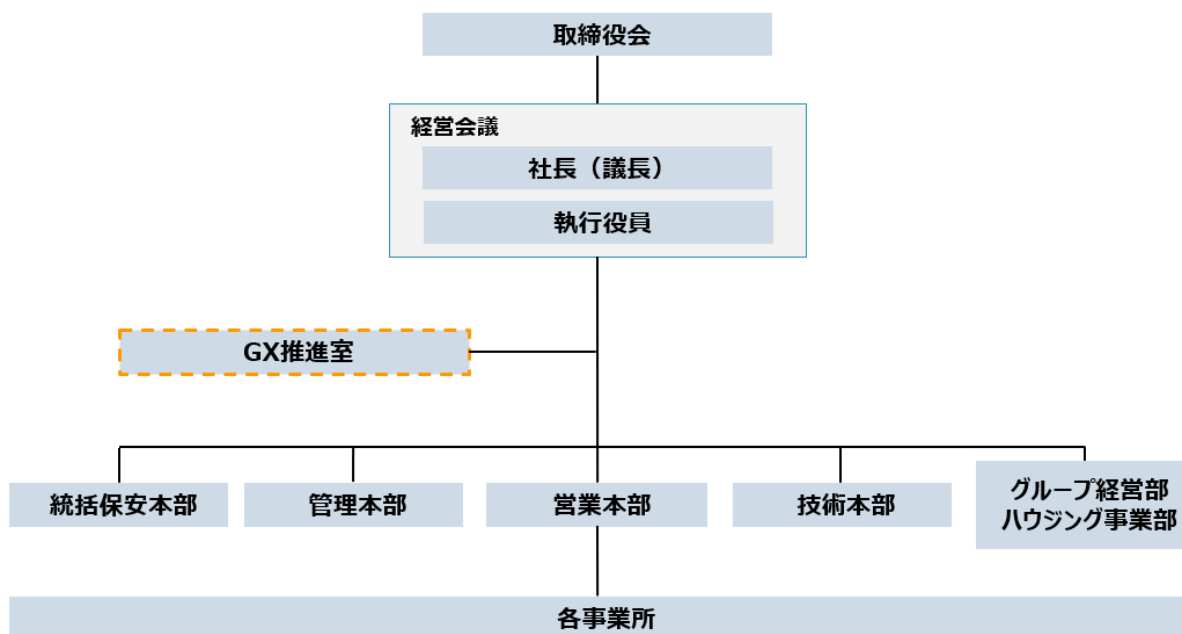 取締役会
経営会議
社長（議長）
執行役員
GX推進室
統括保安本部
管理本部
営業本部
技術本部
グループ経営部
ハウジング事業部
各事業所